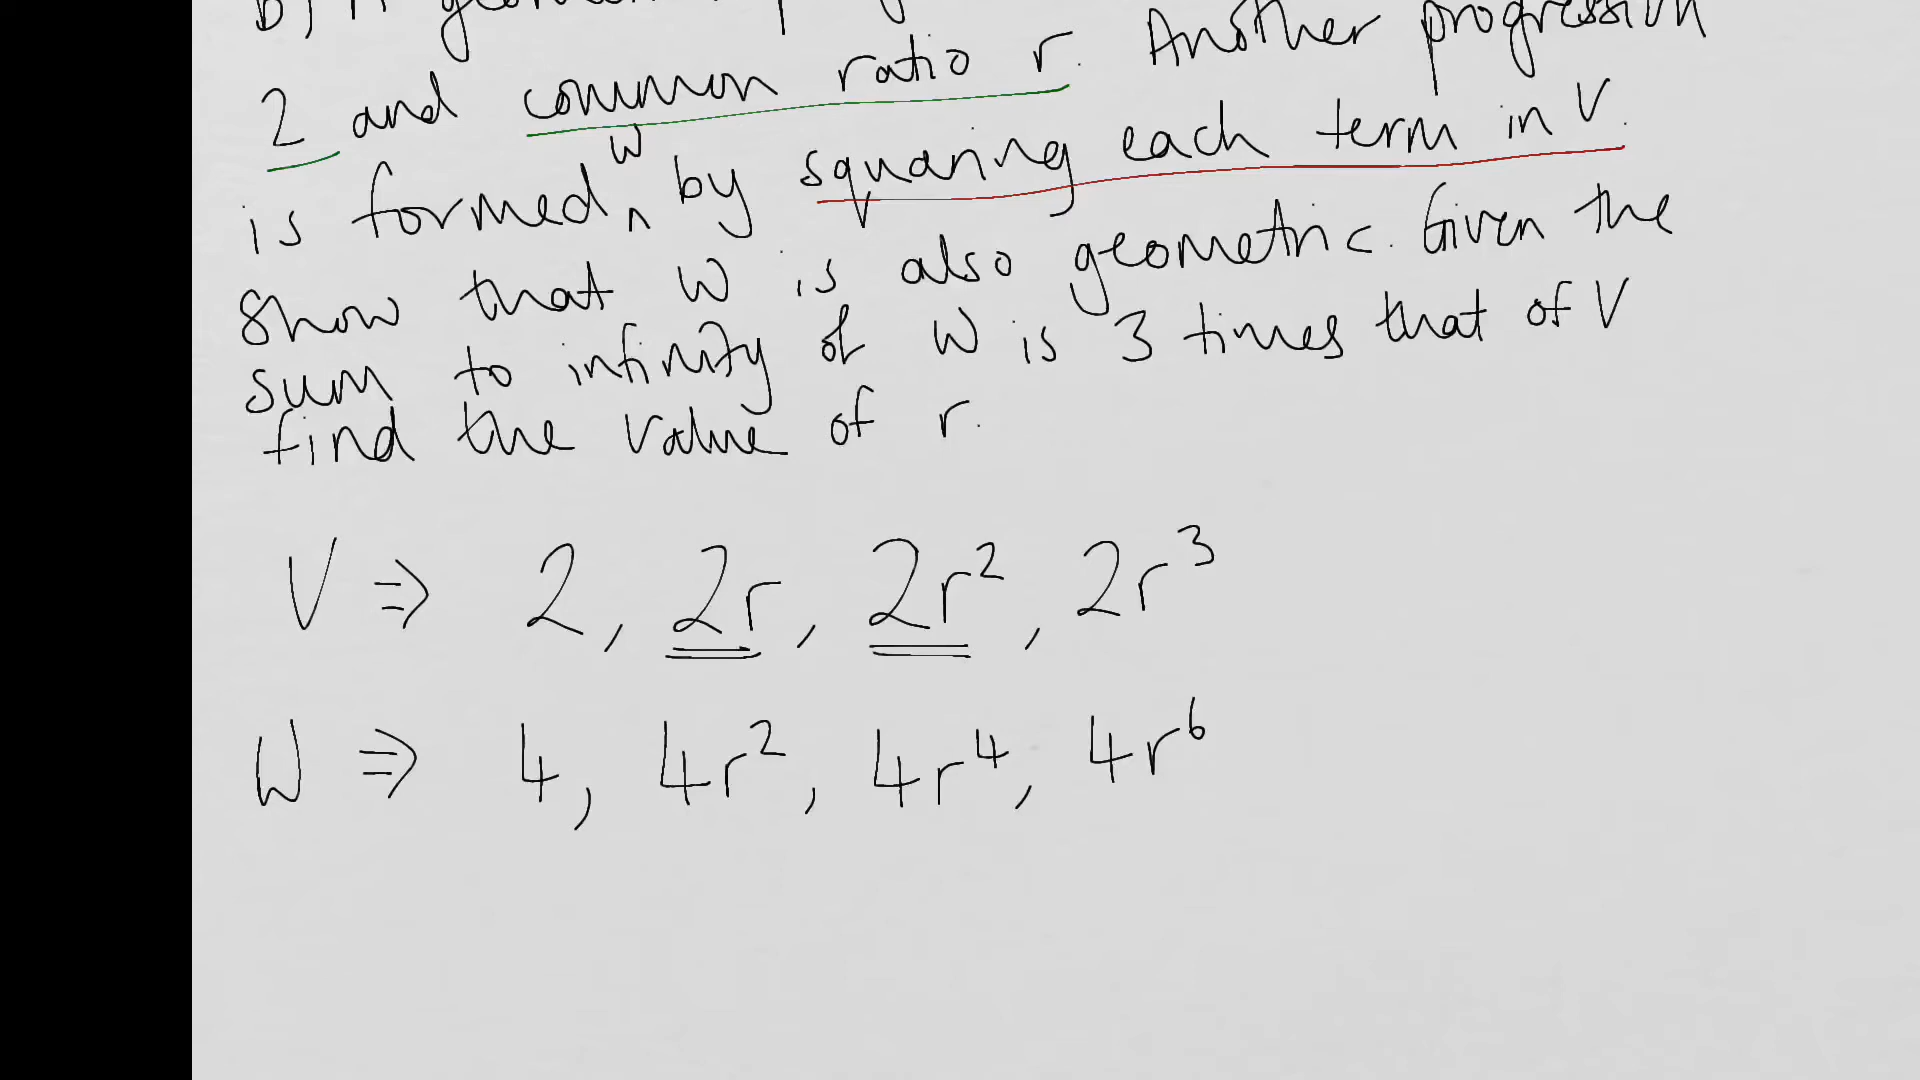 b) A geometric
2 and common ratio r. Another progression
is formed ^ W by squaring each term in V.
Show that W is also geometric. Given the
sum to infinity of W is 3 times that of V
find the value of r.
V ⇒ 2, 2r, 2r², 2r³
W ⇒ 4, 4r², 4r⁴, 4r⁶